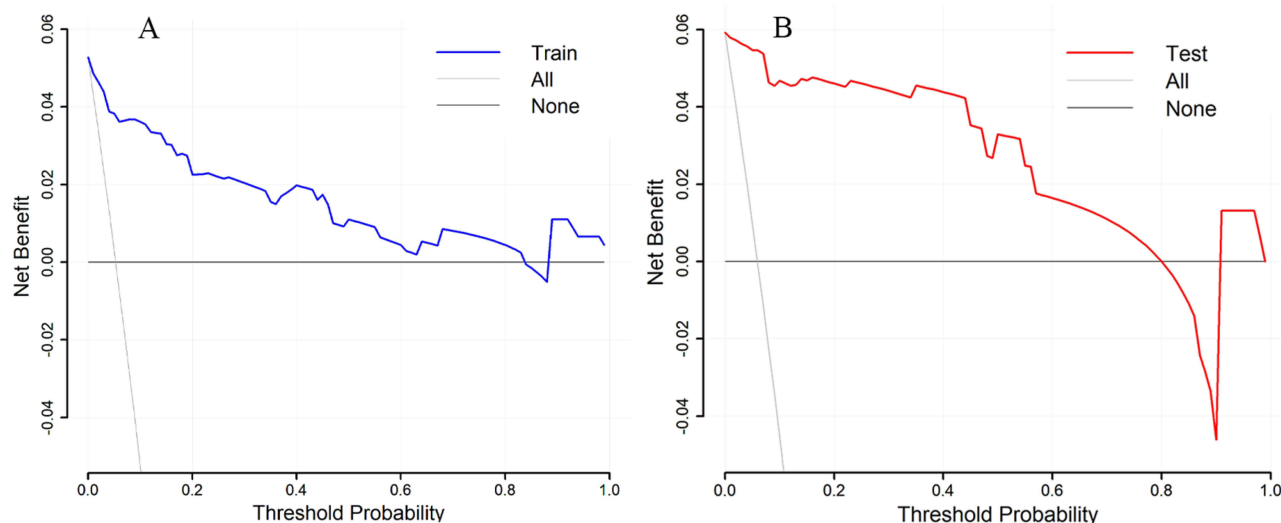 A
Train
All
None
Net Benefit
0.06
0.04
0.02
0.00
-0.02
-0.04
0.0 0.2 0.4 0.6 0.8 1.0
Threshold Probability
B
Test
All
None
Net Benefit
0.06
0.04
0.02
0.00
-0.02
-0.04
0.0 0.2 0.4 0.6 0.8 1.0
Threshold Probability